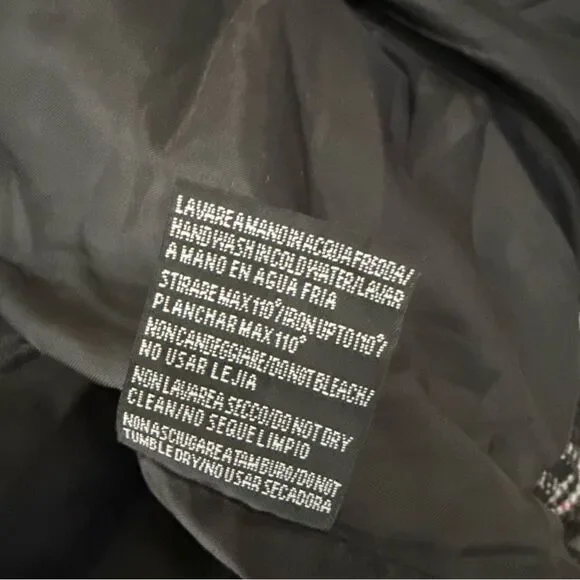 LAVARE A MANO IN ACQUA FREDDA/
HAND WASH IN COLD WATER/LAVAR
A MANO EN AGUA FRIA
STIRARE MAX 110°/IRON UP TO 110°/
PLANCHAR MAX 110°
NON CANDEGGIARE/DO NOT BLEACH/
NO USAR LEJIA
NON LAVARE A SECCO/DO NOT DRY
CLEAN/NO SEQUE LIMPIO
NON ASCIUGARE A TAMBURO/DO NOT
TUMBLE DRY/NO USAR SECADORA